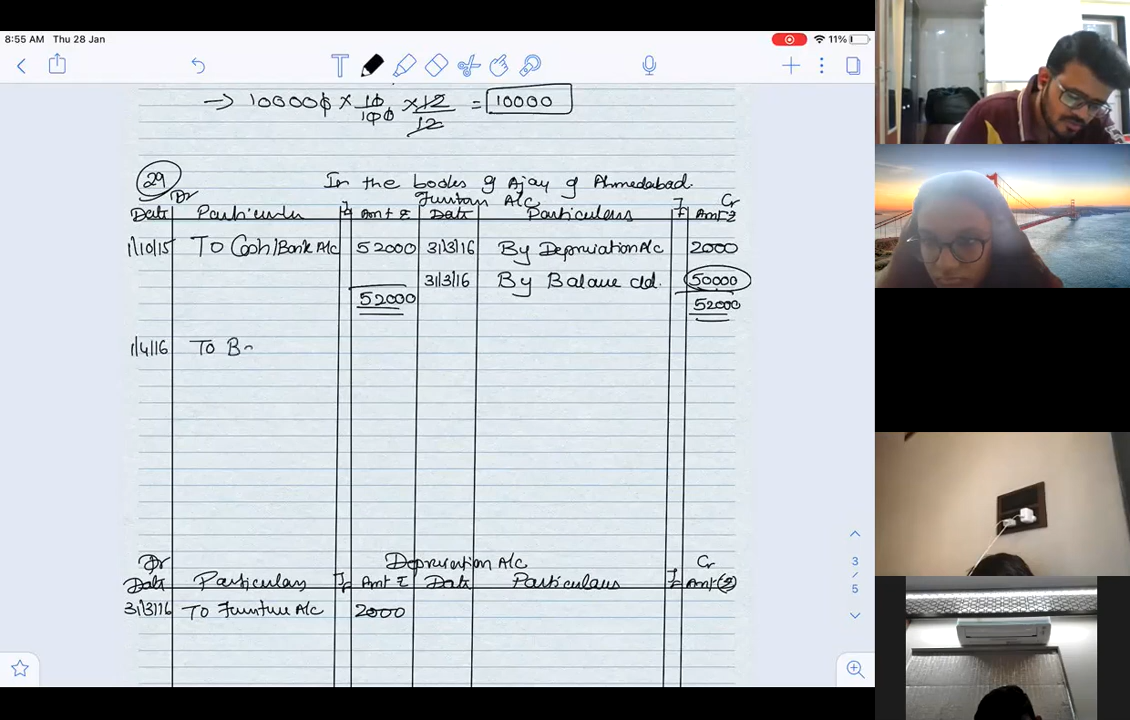 8:55 AM Thu 28 Jan 11%
→ 100000 × 10/100 × 12/12 = 10000
29 In the books of Ajay of Ahmedabad.
Dr A/c Cr
Date Particulars Amt ₹ Date Particulars Amt ₹
1/10/15 To Cash/Bank A/c 52000 31/3/16 By Depreciation A/c 2000
31/3/16 By Balance c/d. 50000
52000 52000
1/4/16 To B
Dr Depreciation A/c Cr
Date Particulars Amt ₹ Date Particulars Amt (₹)
31/3/16 To Furniture A/c 2000
3
/
5